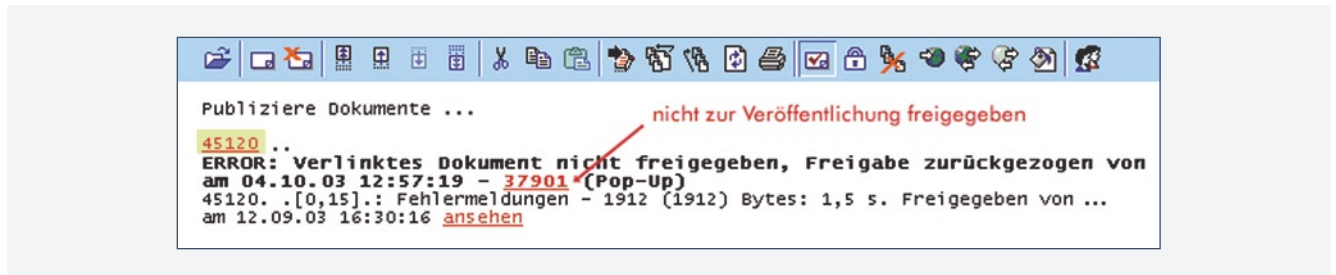 Publiziere Dokumente ...
nicht zur Veröffentlichung freigegeben
45120 ..
ERROR: Verlinktes Dokument nicht freigegeben, Freigabe zurückgezogen von
am 04.10.03 12:57:19 – 37901 (Pop-Up)
45120. .[0,15].: Fehlermeldungen – 1912 (1912) Bytes: 1,5 s. Freigegeben von ...
am 12.09.03 16:30:16 ansehen